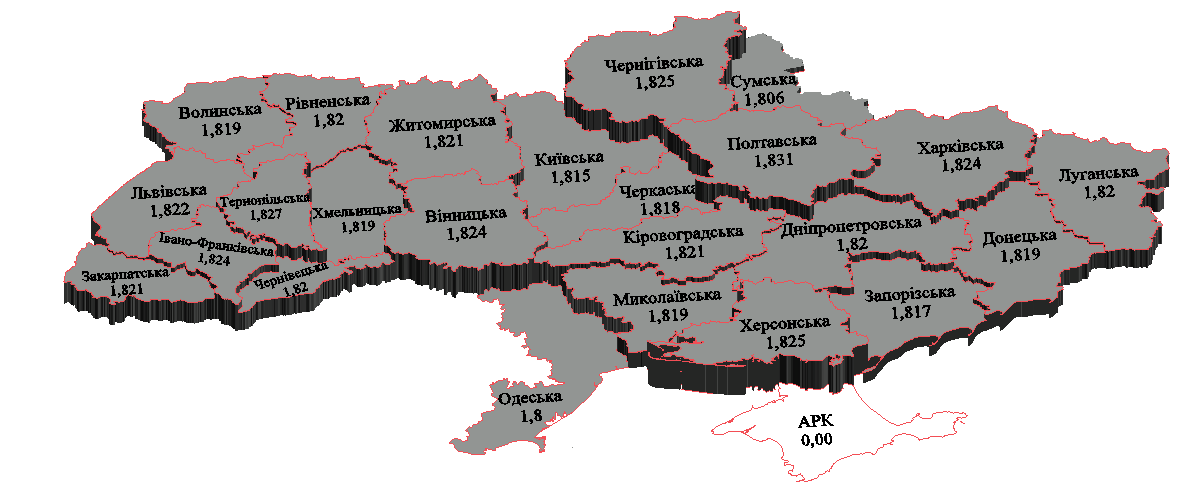 Чернігівська
1,825
Сумська
1,806
Волинська
1,819
Рівненська
1,82
Житомирська
1,821
Київська
1,815
Полтавська
1,831
Харківська
1,824
Луганська
1,82
Львівська
1,822
Тернопільська
1,827
Хмельницька
1,819
Вінницька
1,824
Черкаська
1,818
Кіровоградська
1,821
Дніпропетровська
1,82
Донецька
1,819
Івано-Франківська
1,824
Закарпатська
1,821
Чернівецька
1,82
Миколаївська
1,819
Херсонська
1,825
Запорізська
1,817
Одеська
1,8
АРК
0,00